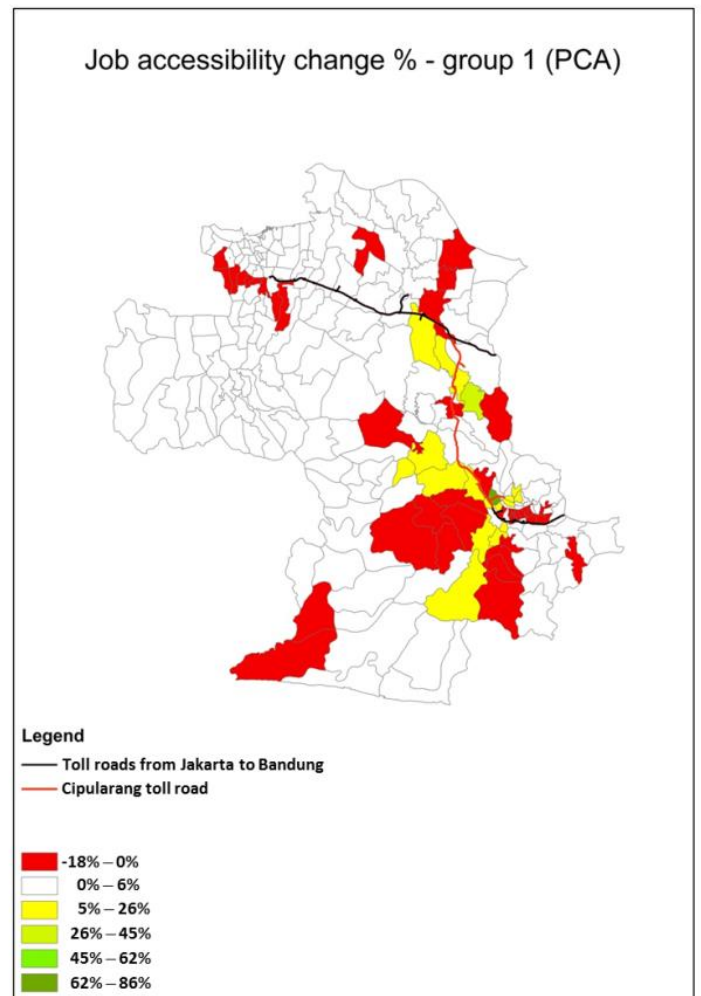 Job accessibility change % - group 1 (PCA)
Legend
Toll roads from Jakarta to Bandung
Cipularang toll road
-18% – 0%
0% – 6%
5% – 26%
26% – 45%
45% – 62%
62% – 86%